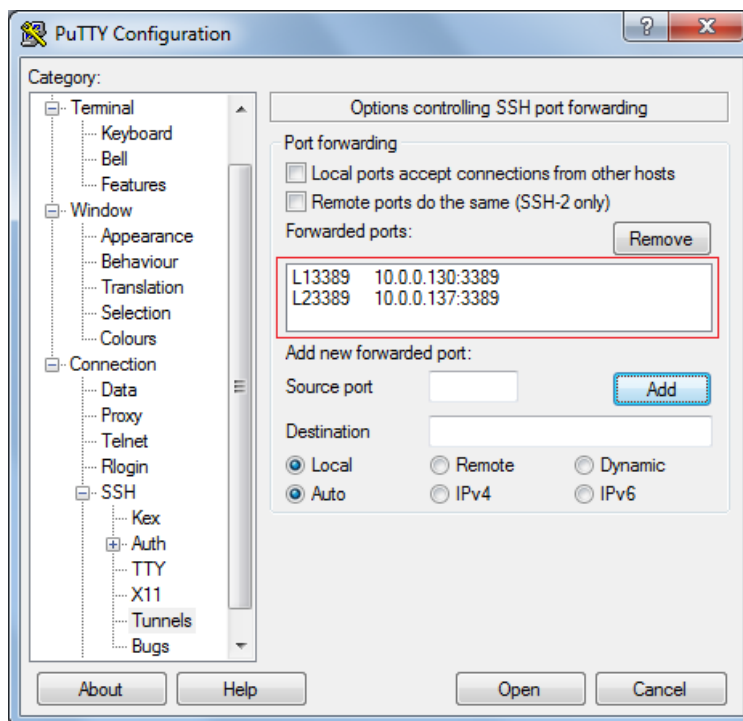 PuTTY Configuration
Category:
Terminal
Keyboard
Bell
Features
Window
Appearance
Behaviour
Translation
Selection
Colours
Connection
Data
Proxy
Telnet
Rlogin
SSH
Kex
Auth
TTY
X11
Tunnels
Bugs
Options controlling SSH port forwarding
Port forwarding
Local ports accept connections from other hosts
Remote ports do the same (SSH-2 only)
Forwarded ports:
Remove
L13389 10.0.0.130:3389
L23389 10.0.0.137:3389
Add new forwarded port:
Source port
Add
Destination
Local Remote Dynamic
Auto IPv4 IPv6
About Help Open Cancel